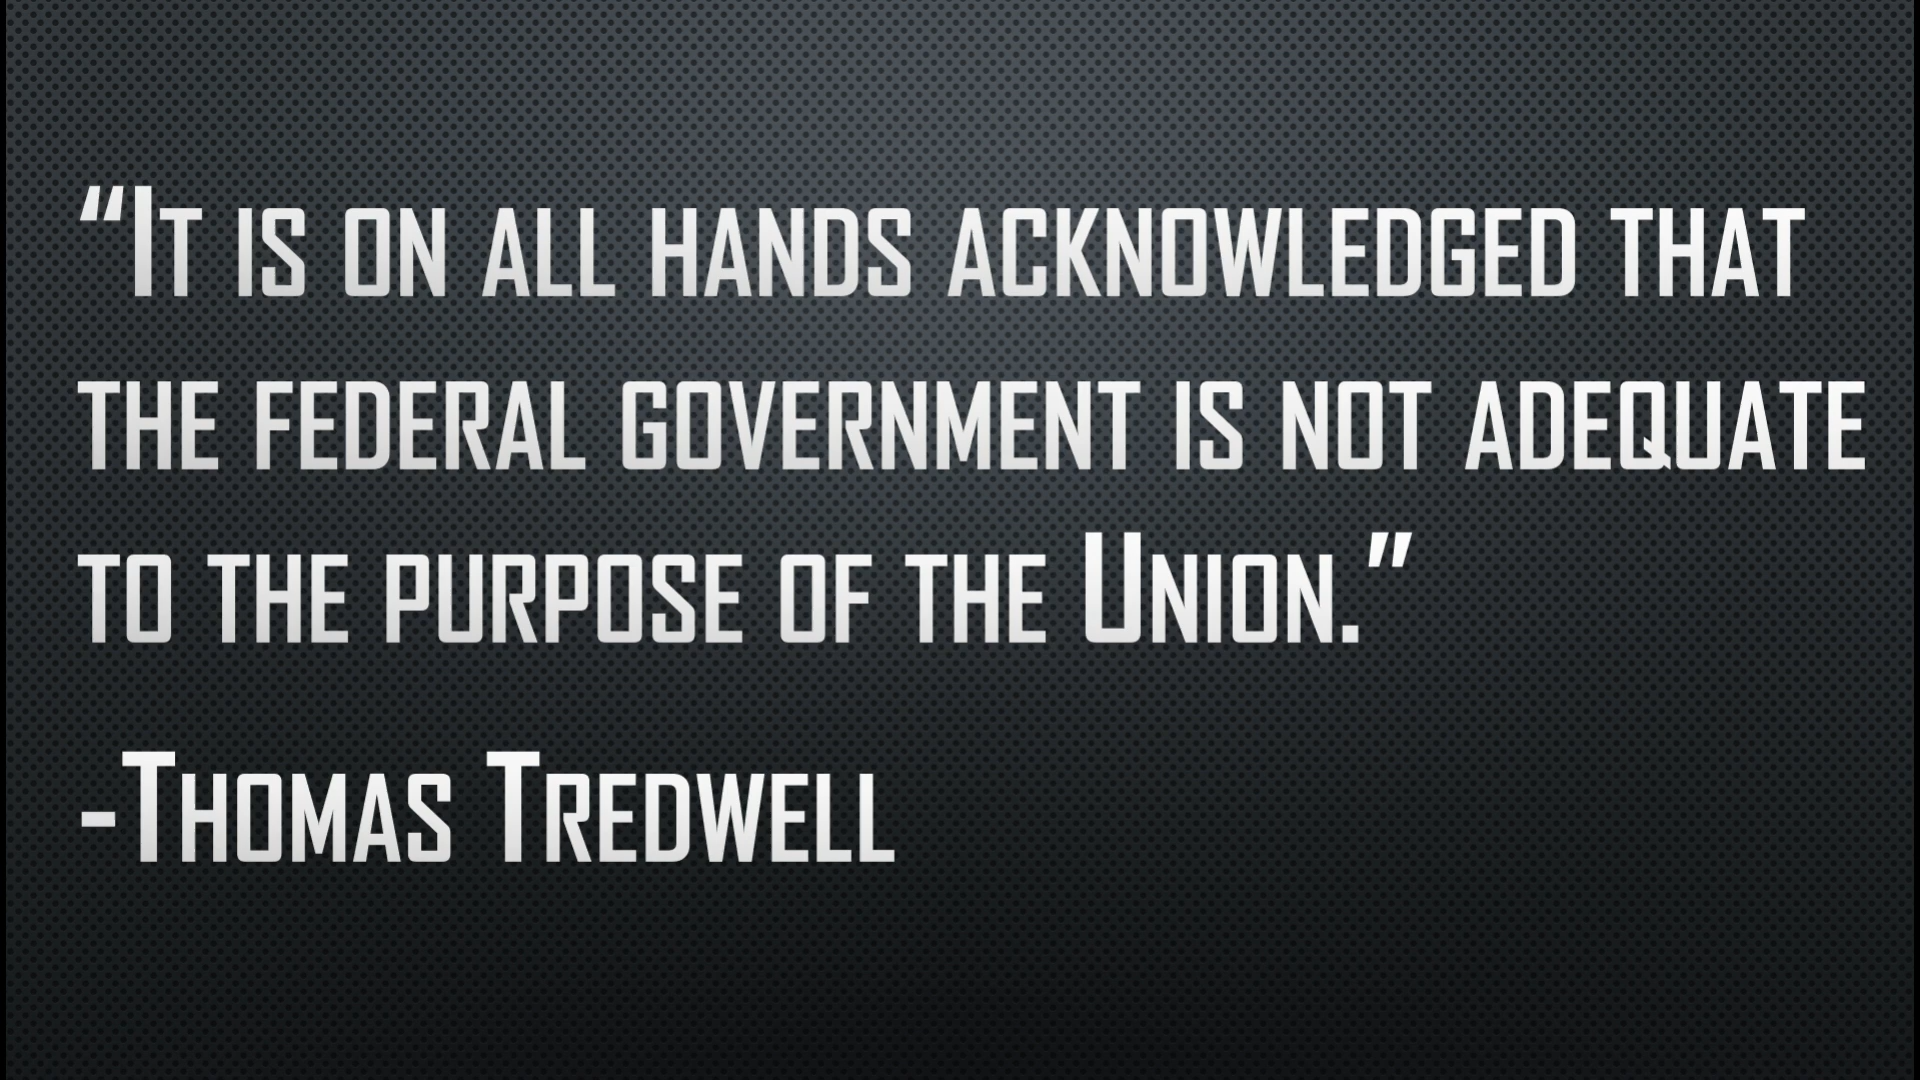 “It is on all hands acknowledged that
the federal government is not adequate
to the purpose of the Union.”
-Thomas Tredwell